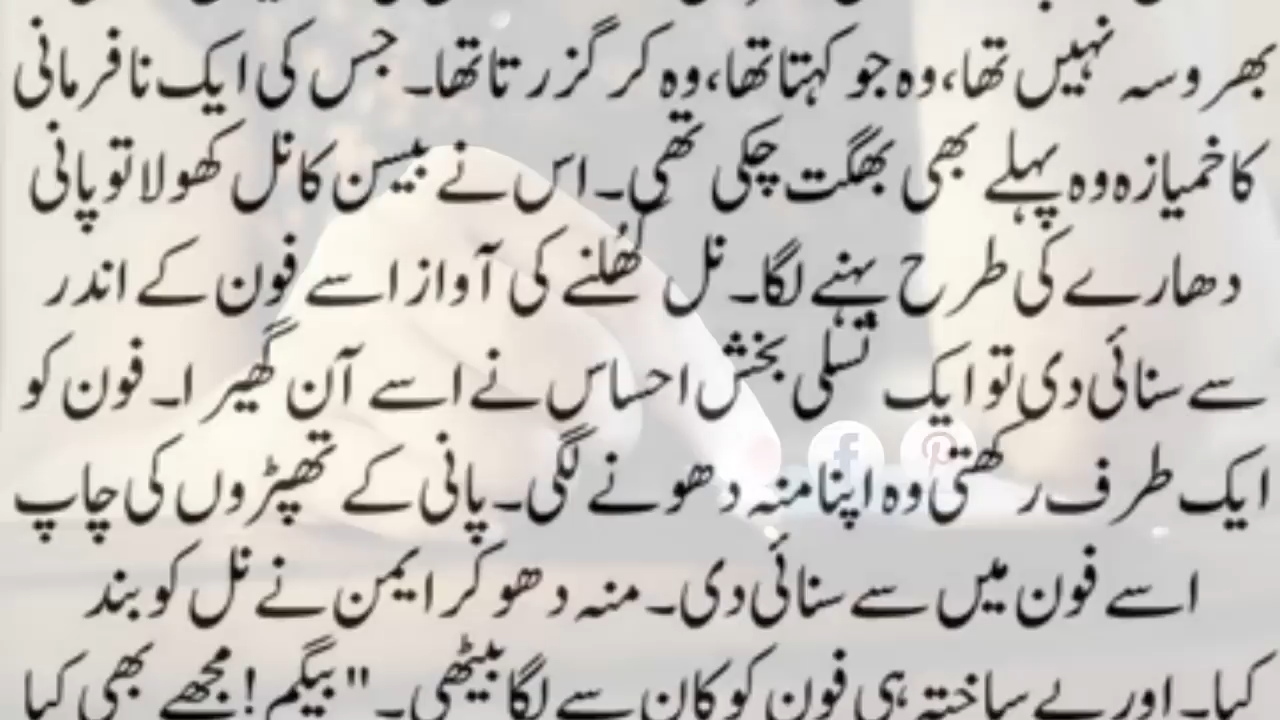 بھروسہ نہیں تھا، وہ جو کہتا تھا، وہ کر گزرتا تھا۔ جس کی ایک نافرمانی
کا خمیازہ وہ پہلے بھی بھگت چکی تھی۔ اس نے بیسن کا نل کھولا تو پانی
دھارے کی طرح بہنے لگا۔ نل کُھلنے کی آواز اسے فون کے اندر
سے سنائی دی تو ایک تسلی بخش احساس نے اسے آن گھیرا۔ فون کو
ایک طرف رکھتی وہ اپنا منہ دھونے لگی۔ پانی کے تھپڑوں کی چاپ
اسے فون میں سے سنائی دی۔ منہ دھو کر ایمن نے نل کو بند
کیا۔ اور بے ساختہ ہی فون کو کان سے لگا بیٹھی۔ "بیگم! مجھے بھی کیا